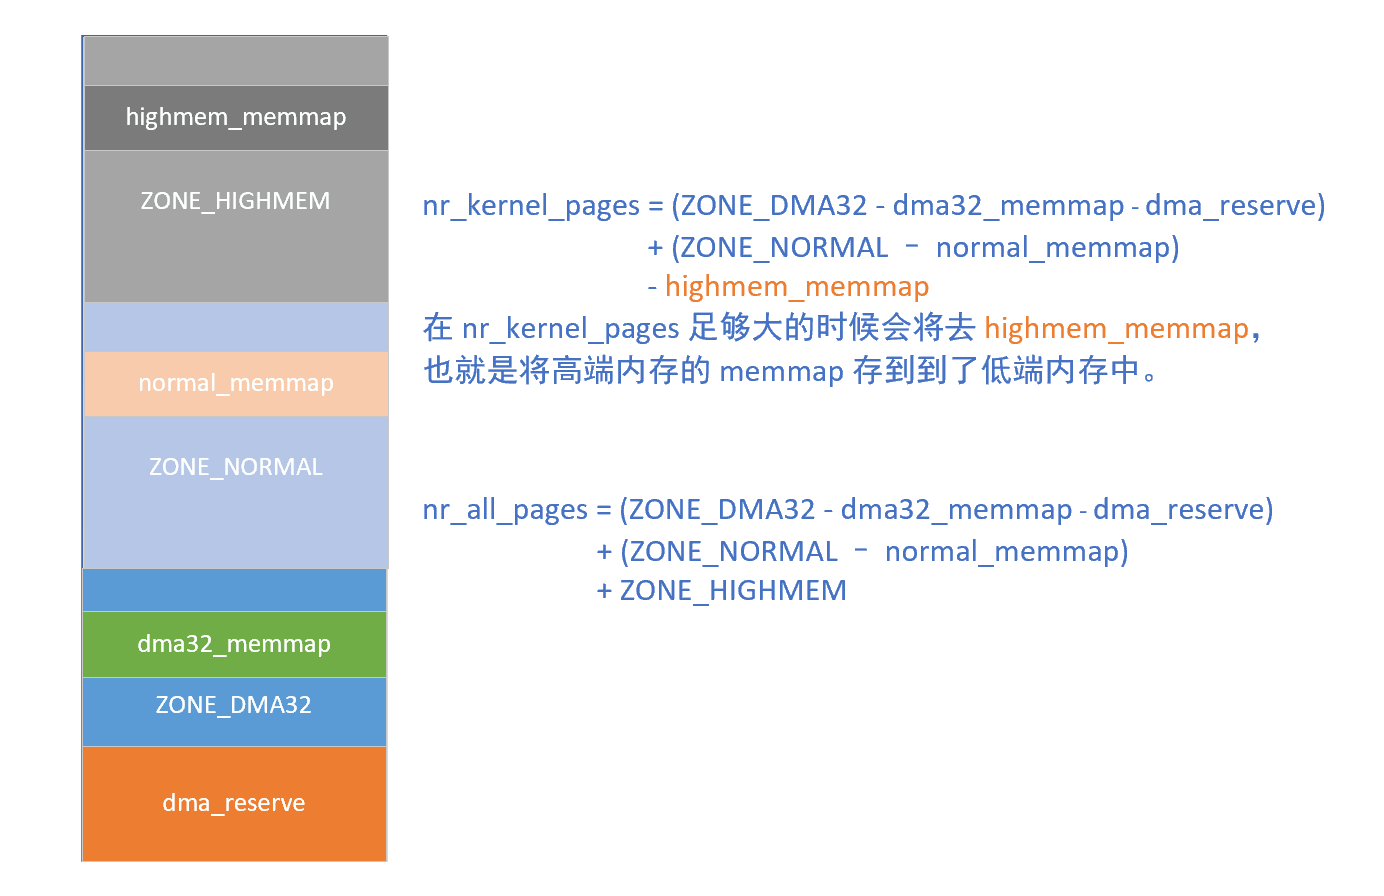 highmem_memmap
ZONE_HIGHMEM
normal_memmap
ZONE_NORMAL
dma32_memmap
ZONE_DMA32
dma_reserve
nr_kernel_pages = (ZONE_DMA32 - dma32_memmap - dma_reserve)
+ (ZONE_NORMAL － normal_memmap)
- highmem_memmap
在 nr_kernel_pages 足够大的时候会将去 highmem_memmap，
也就是将高端内存的 memmap 存到到了低端内存中。
nr_all_pages = (ZONE_DMA32 - dma32_memmap - dma_reserve)
+ (ZONE_NORMAL － normal_memmap)
+ ZONE_HIGHMEM